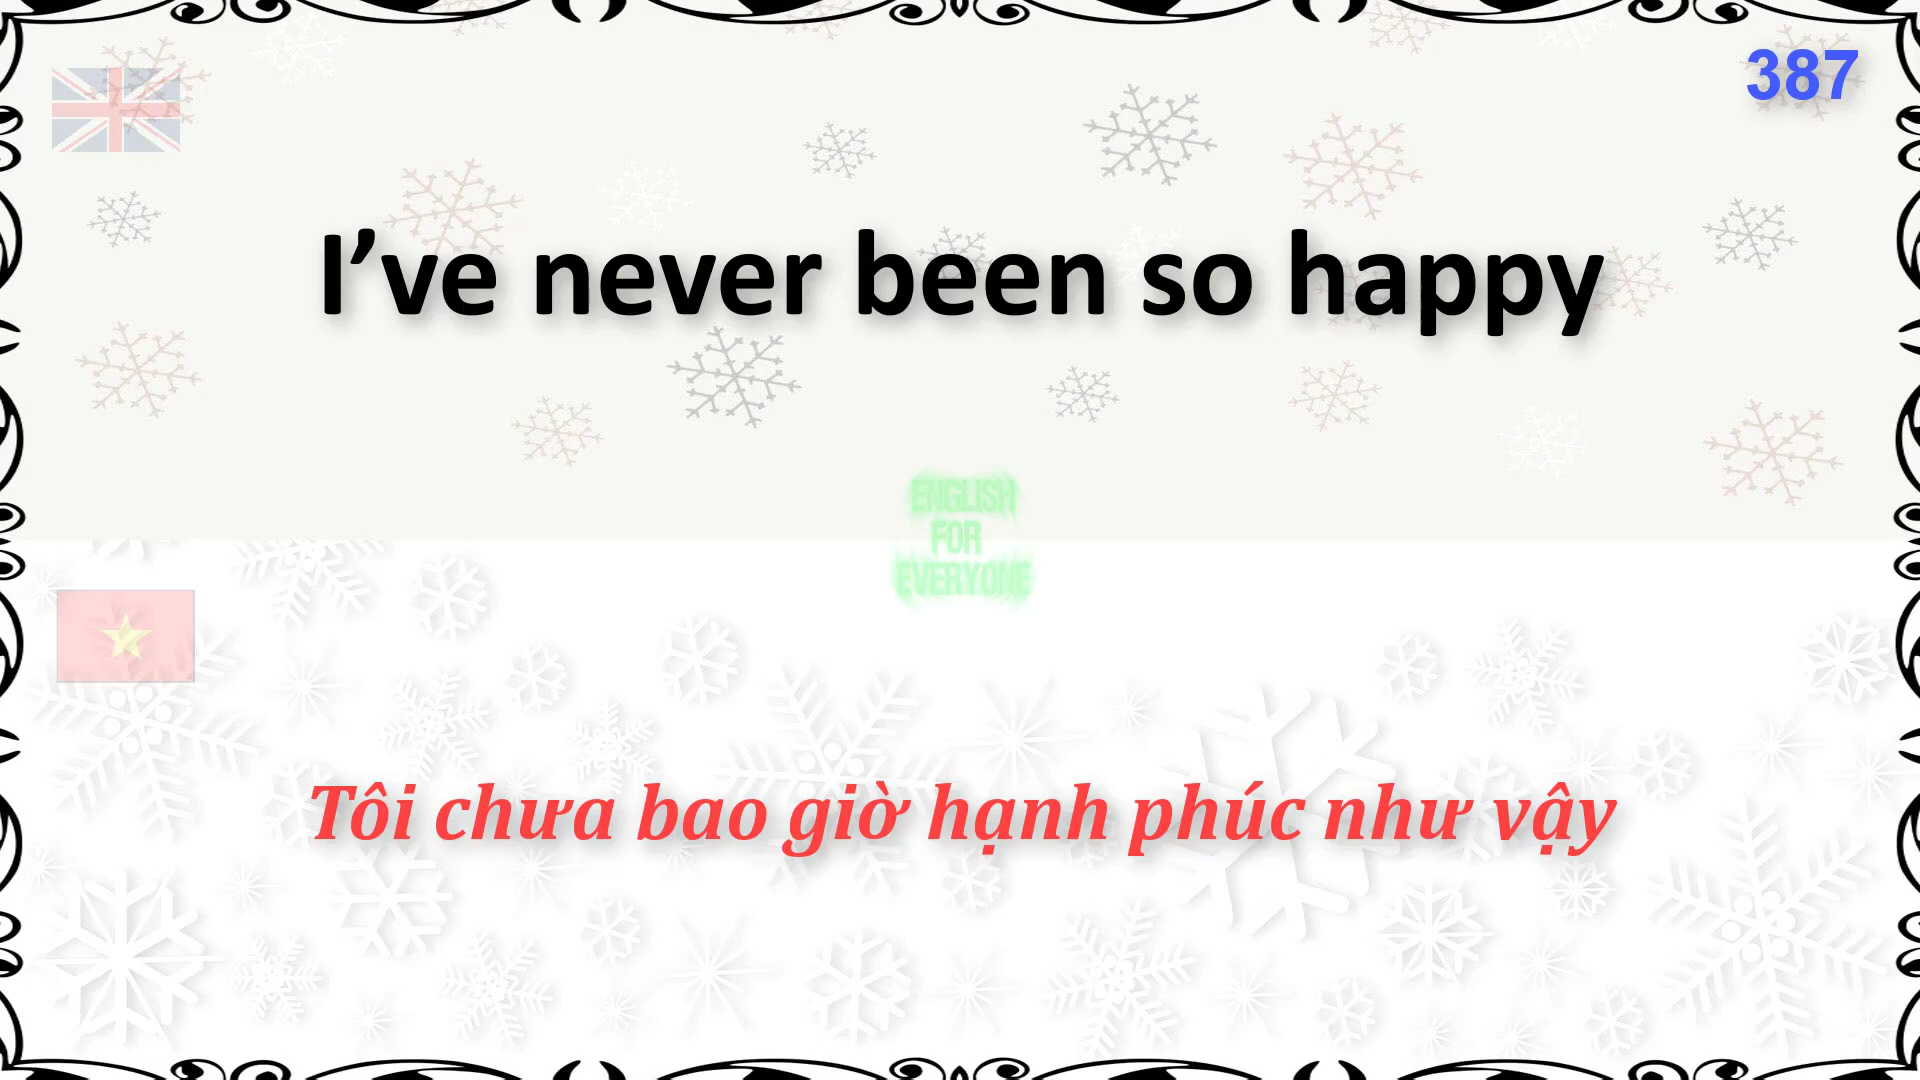 387
I’ve never been so happy
ENGLISH
FOR
EVERYONE
Tôi chưa bao giờ hạnh phúc như vậy